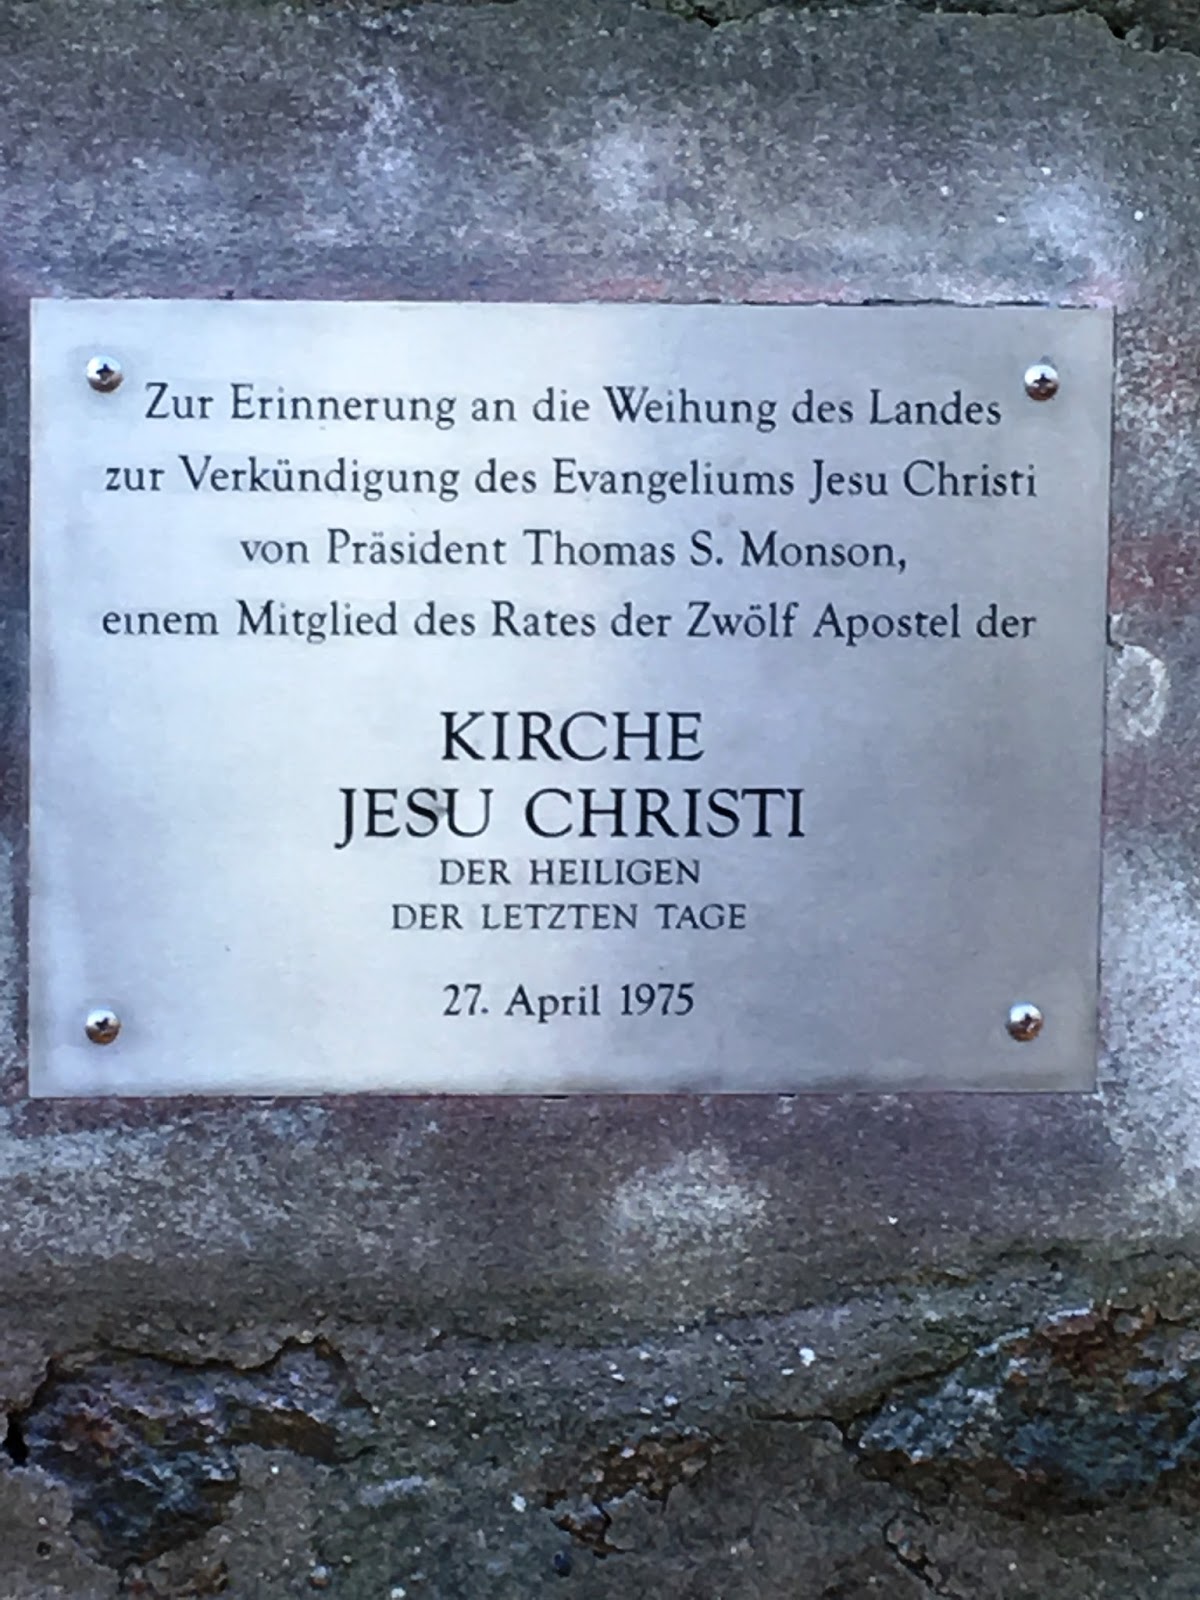 Zur Erinnerung an die Weihung des Landes
zur Verkündigung des Evangeliums Jesu Christi
von Präsident Thomas S. Monson,
einem Mitglied des Rates der Zwölf Apostel der
KIRCHE
JESU CHRISTI
DER HEILIGEN
DER LETZTEN TAGE
27. April 1975